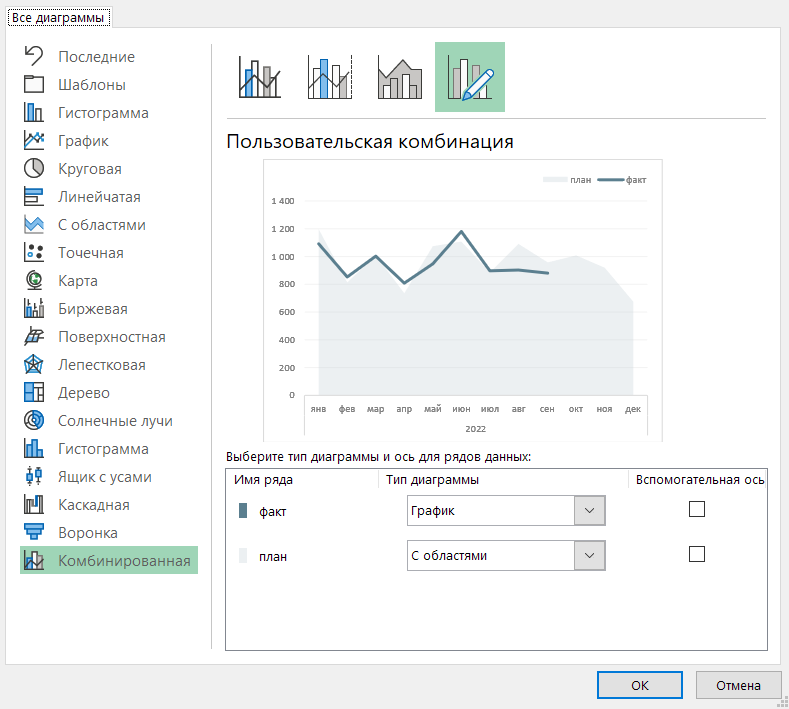 Все диаграммы
Последние
Шаблоны
Гистограмма
График
Круговая
Линейчатая
С областями
Точечная
Карта
Биржевая
Поверхностная
Лепестковая
Дерево
Солнечные лучи
Гистограмма
Ящик с усами
Каскадная
Воронка
Комбинированная
Пользовательская комбинация
план факт
1 400
1 200
1 000
800
600
400
200
0
янв фев мар апр май июн июл авг сен окт ноя дек
2022
Выберите тип диаграммы и ось для рядов данных:
Имя ряда Тип диаграммы Вспомогательная ось
факт График
план С областями
ОК Отмена